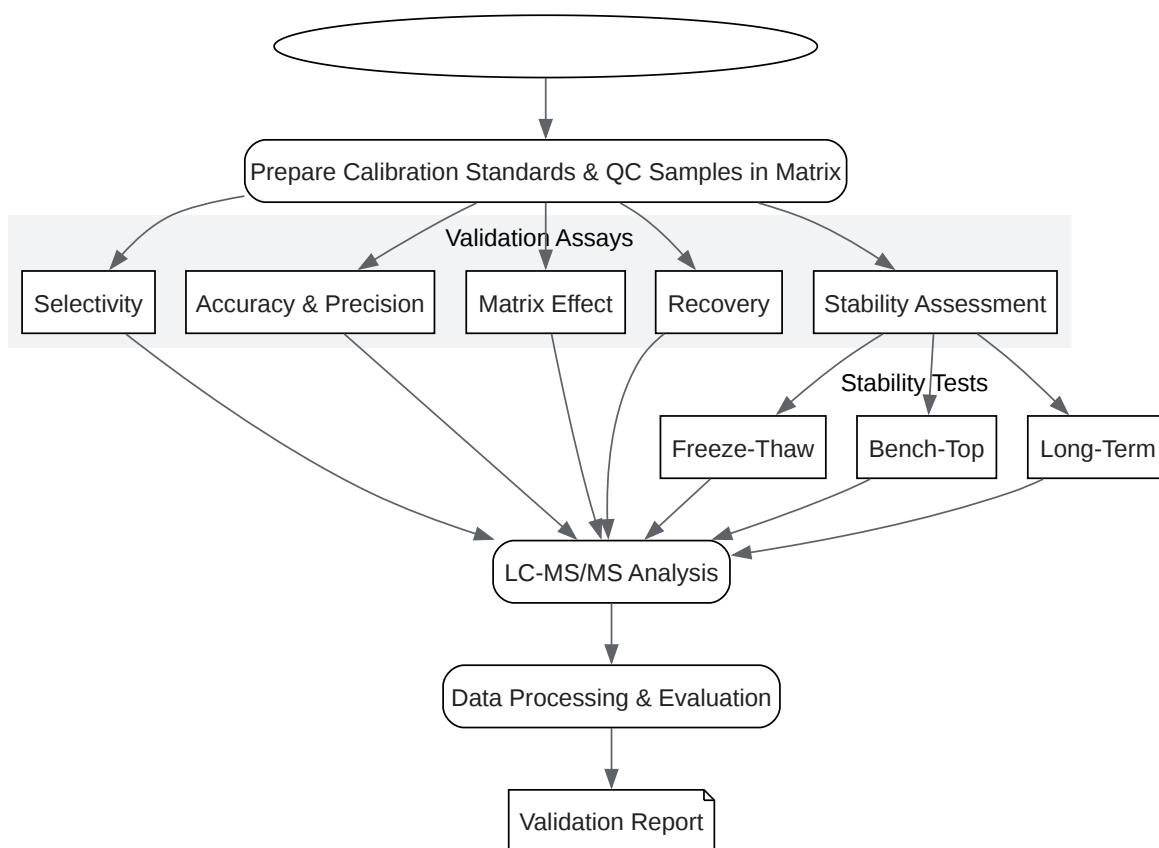 Prepare Calibration Standards & QC Samples in Matrix
Validation Assays
Selectivity
Accuracy & Precision
Matrix Effect
Recovery
Stability Assessment
Stability Tests
Freeze-Thaw
Bench-Top
Long-Term
LC-MS/MS Analysis
Data Processing & Evaluation
Validation Report